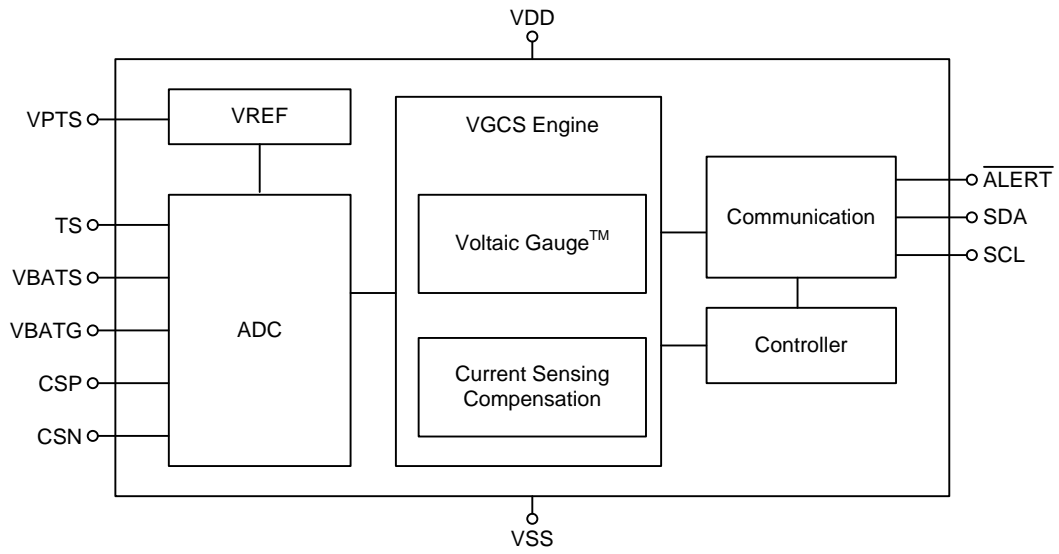 VDD
VPTS
VREF
VGCS Engine
ALERT
TS
Communication
SDA
Voltaic Gauge™
SCL
VBATS
VBATG
ADC
Controller
CSP
Current Sensing
Compensation
CSN
VSS